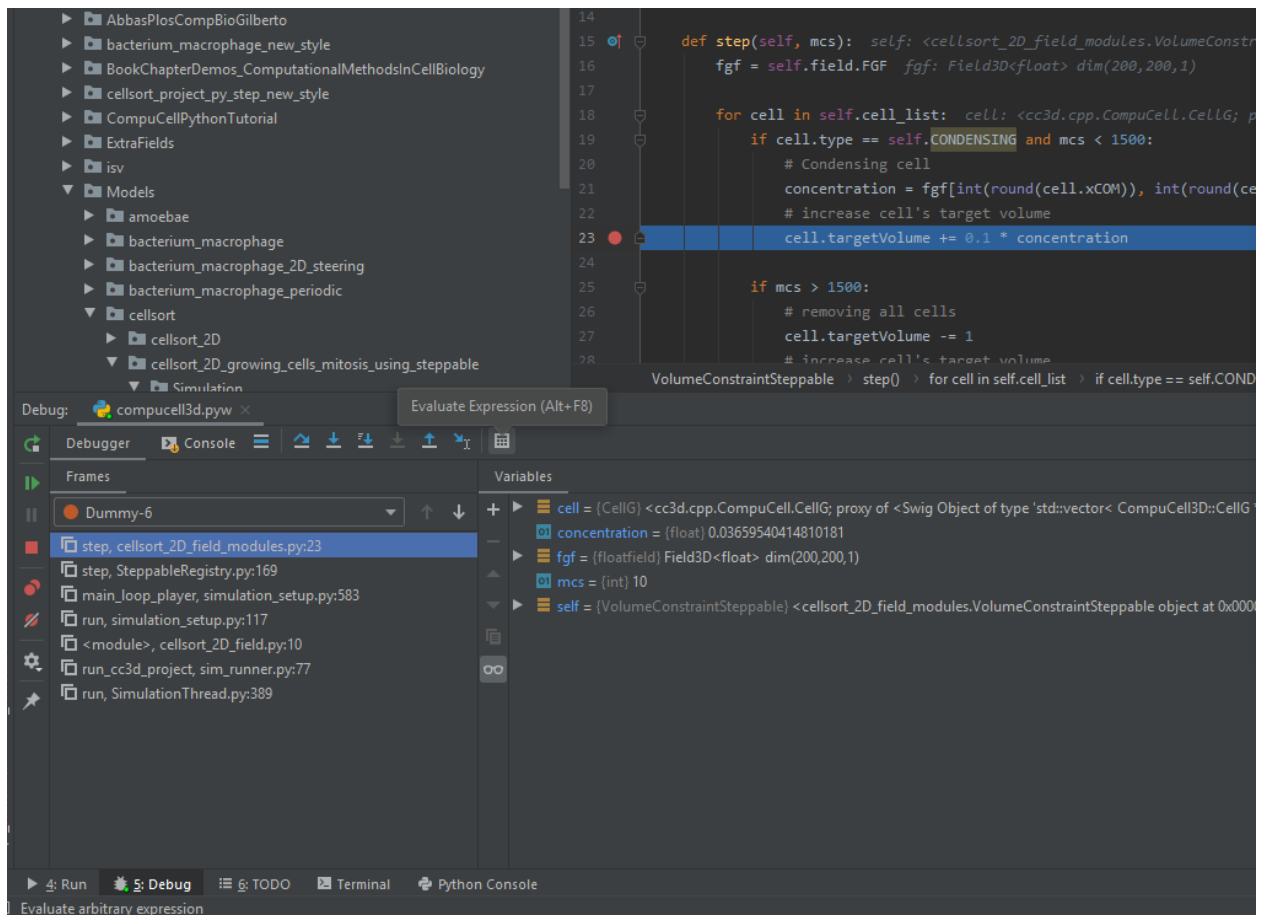 AbbasPlosCompBioGilberto
bacterium_macrophage_new_style
BookChapterDemos_ComputationalMethodsInCellBiology
cellsort_project_py_step_new_style
CompuCellPythonTutorial
ExtraFields
isv
Models
amoebae
bacterium_macrophage
bacterium_macrophage_2D_steering
bacterium_macrophage_periodic
cellsort
cellsort_2D
cellsort_2D_growing_cells_mitosis_using_steppable
Simulation
14
15 def step(self, mcs): self: <cellsort_2D_field_modules.VolumeConstr
16 fgf = self.field.FGF fgf: Field3D<float> dim(200,200,1)
17
18 for cell in self.cell_list: cell: <cc3d.cpp.CompuCell.CellG; p
19 if cell.type == self.CONDENSING and mcs < 1500:
20 # Condensing cell
21 concentration = fgf[int(round(cell.xCOM)), int(round(ce
22 # increase cell's target volume
23 cell.targetVolume += 0.1 * concentration
24
25 if mcs > 1500:
26 # removing all cells
27 cell.targetVolume -= 1
28 # increase cell's target volume
VolumeConstraintSteppable › step() › for cell in self.cell_list › if cell.type == self.COND
Debug: compucell3d.pyw ×
Evaluate Expression (Alt+F8)
Debugger Console
Frames
Dummy-6
step, cellsort_2D_field_modules.py:23
step, SteppableRegistry.py:169
main_loop_player, simulation_setup.py:583
run, simulation_setup.py:117
<module>, cellsort_2D_field.py:10
run_cc3d_project, sim_runner.py:77
run, SimulationThread.py:389
Variables
cell = {CellG} <cc3d.cpp.CompuCell.CellG; proxy of <Swig Object of type 'std::vector< CompuCell3D::CellG *
concentration = {float} 0.03659540414810181
fgf = {floatfield} Field3D<float> dim(200,200,1)
mcs = {int} 10
self = {VolumeConstraintSteppable} <cellsort_2D_field_modules.VolumeConstraintSteppable object at 0x0000
4: Run 5: Debug 6: TODO Terminal Python Console
Evaluate arbitrary expression